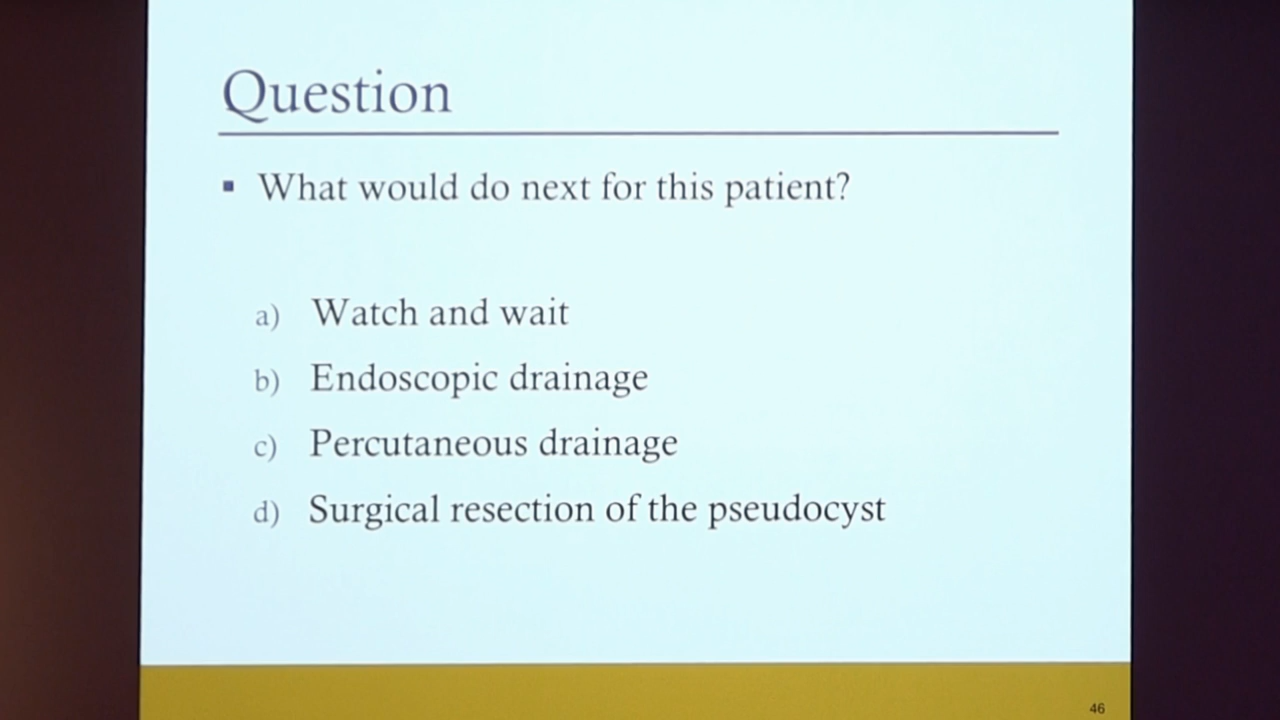 Question
▪ What would do next for this patient?
a) Watch and wait
b) Endoscopic drainage
c) Percutaneous drainage
d) Surgical resection of the pseudocyst
46